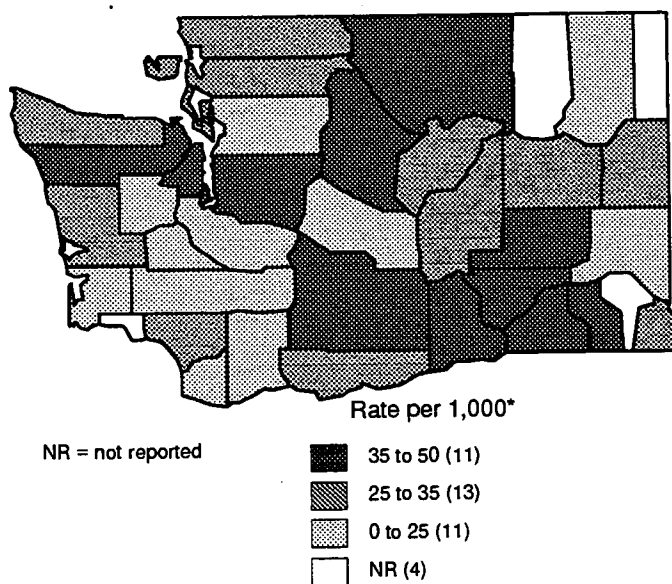 Rate per 1,000*
NR = not reported
35 to 50 (11)
25 to 35 (13)
0 to 25 (11)
NR (4)